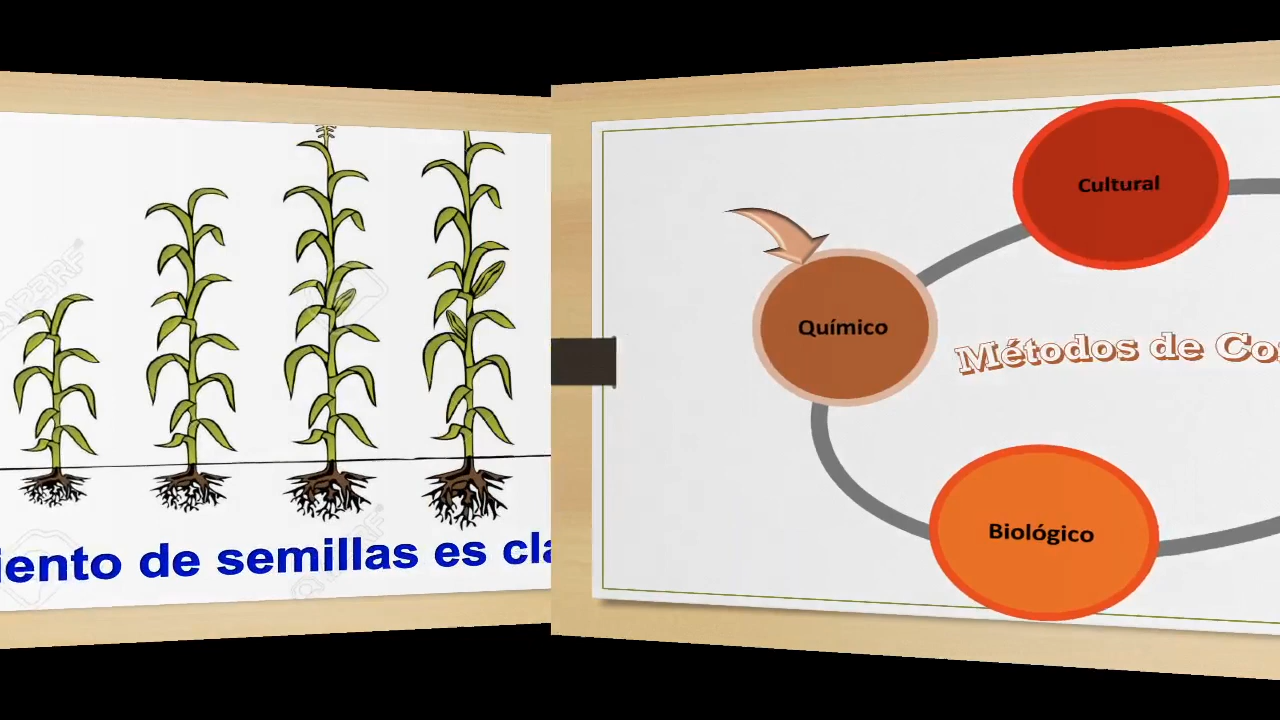 iento de semillas es cla
Cultural
Químico
Métodos de Co
Biológico